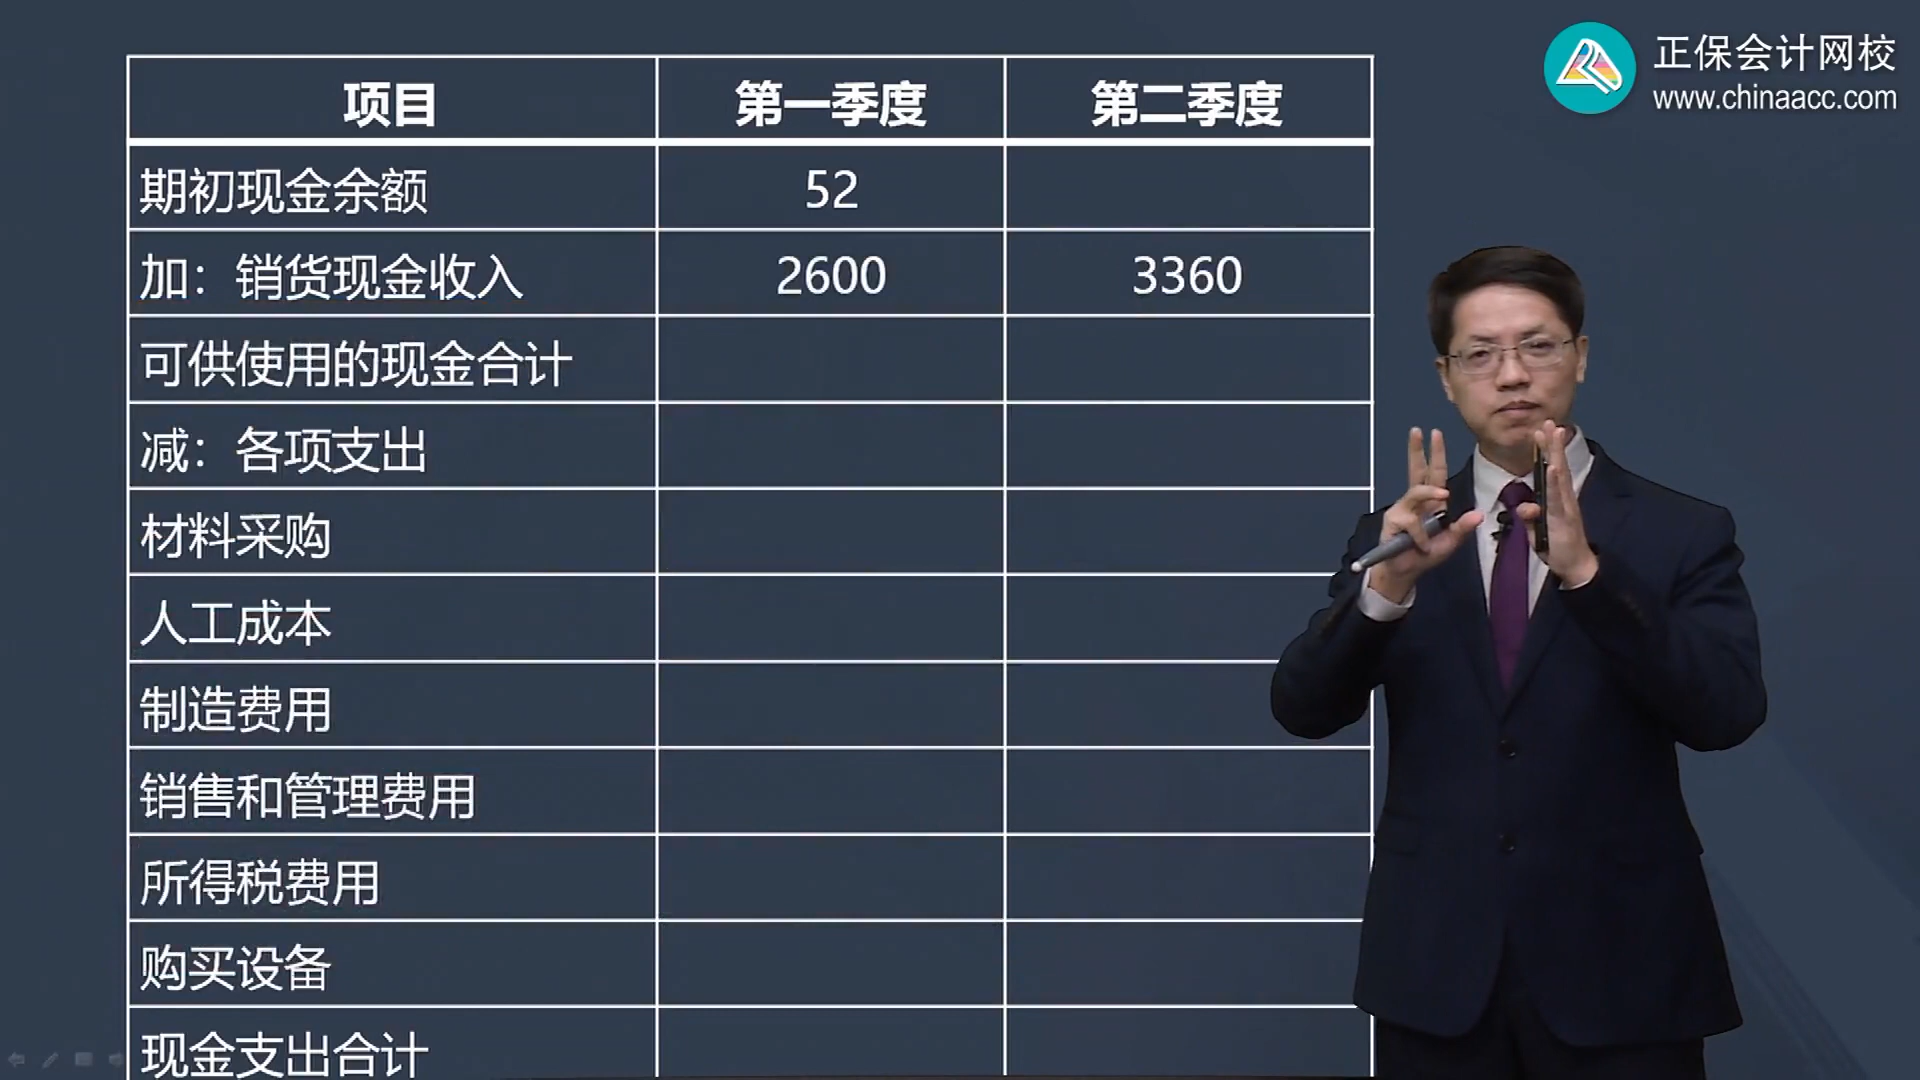 正保会计网校
www.chinaacc.com
项目 第一季度 第二季度
期初现金余额 52
加：销货现金收入 2600 3360
可供使用的现金合计
减：各项支出
材料采购
人工成本
制造费用
销售和管理费用
所得税费用
购买设备
现金支出合计